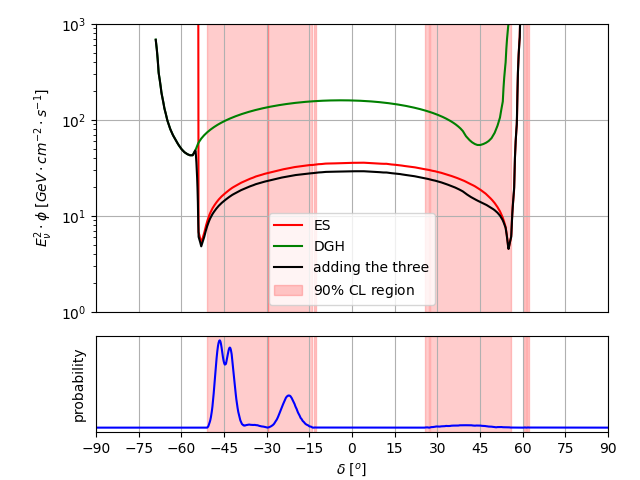 10³
10²
10¹
10⁰
E²ᵥ · ϕ [GeV · cm⁻² · s⁻¹]
ES
DGH
adding the three
90% CL region
probability
−90 −75 −60 −45 −30 −15 0 15 30 45 60 75 90
δ [°]